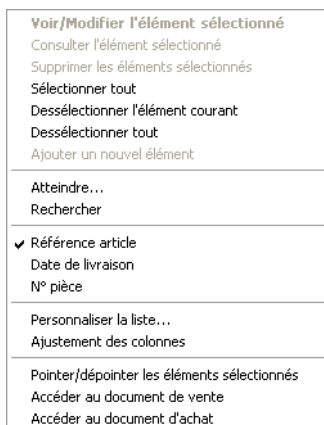 Voir/Modifier l'élément sélectionné
Consulter l'élément sélectionné
Supprimer les éléments sélectionnés
Sélectionner tout
Dessélectionner l'élément courant
Dessélectionner tout
Ajouter un nouvel élément
Atteindre...
Rechercher
Référence article
Date de livraison
N° pièce
Personnaliser la liste...
Ajustement des colonnes
Pointer/dépointer les éléments sélectionnés
Accéder au document de vente
Accéder au document d'achat